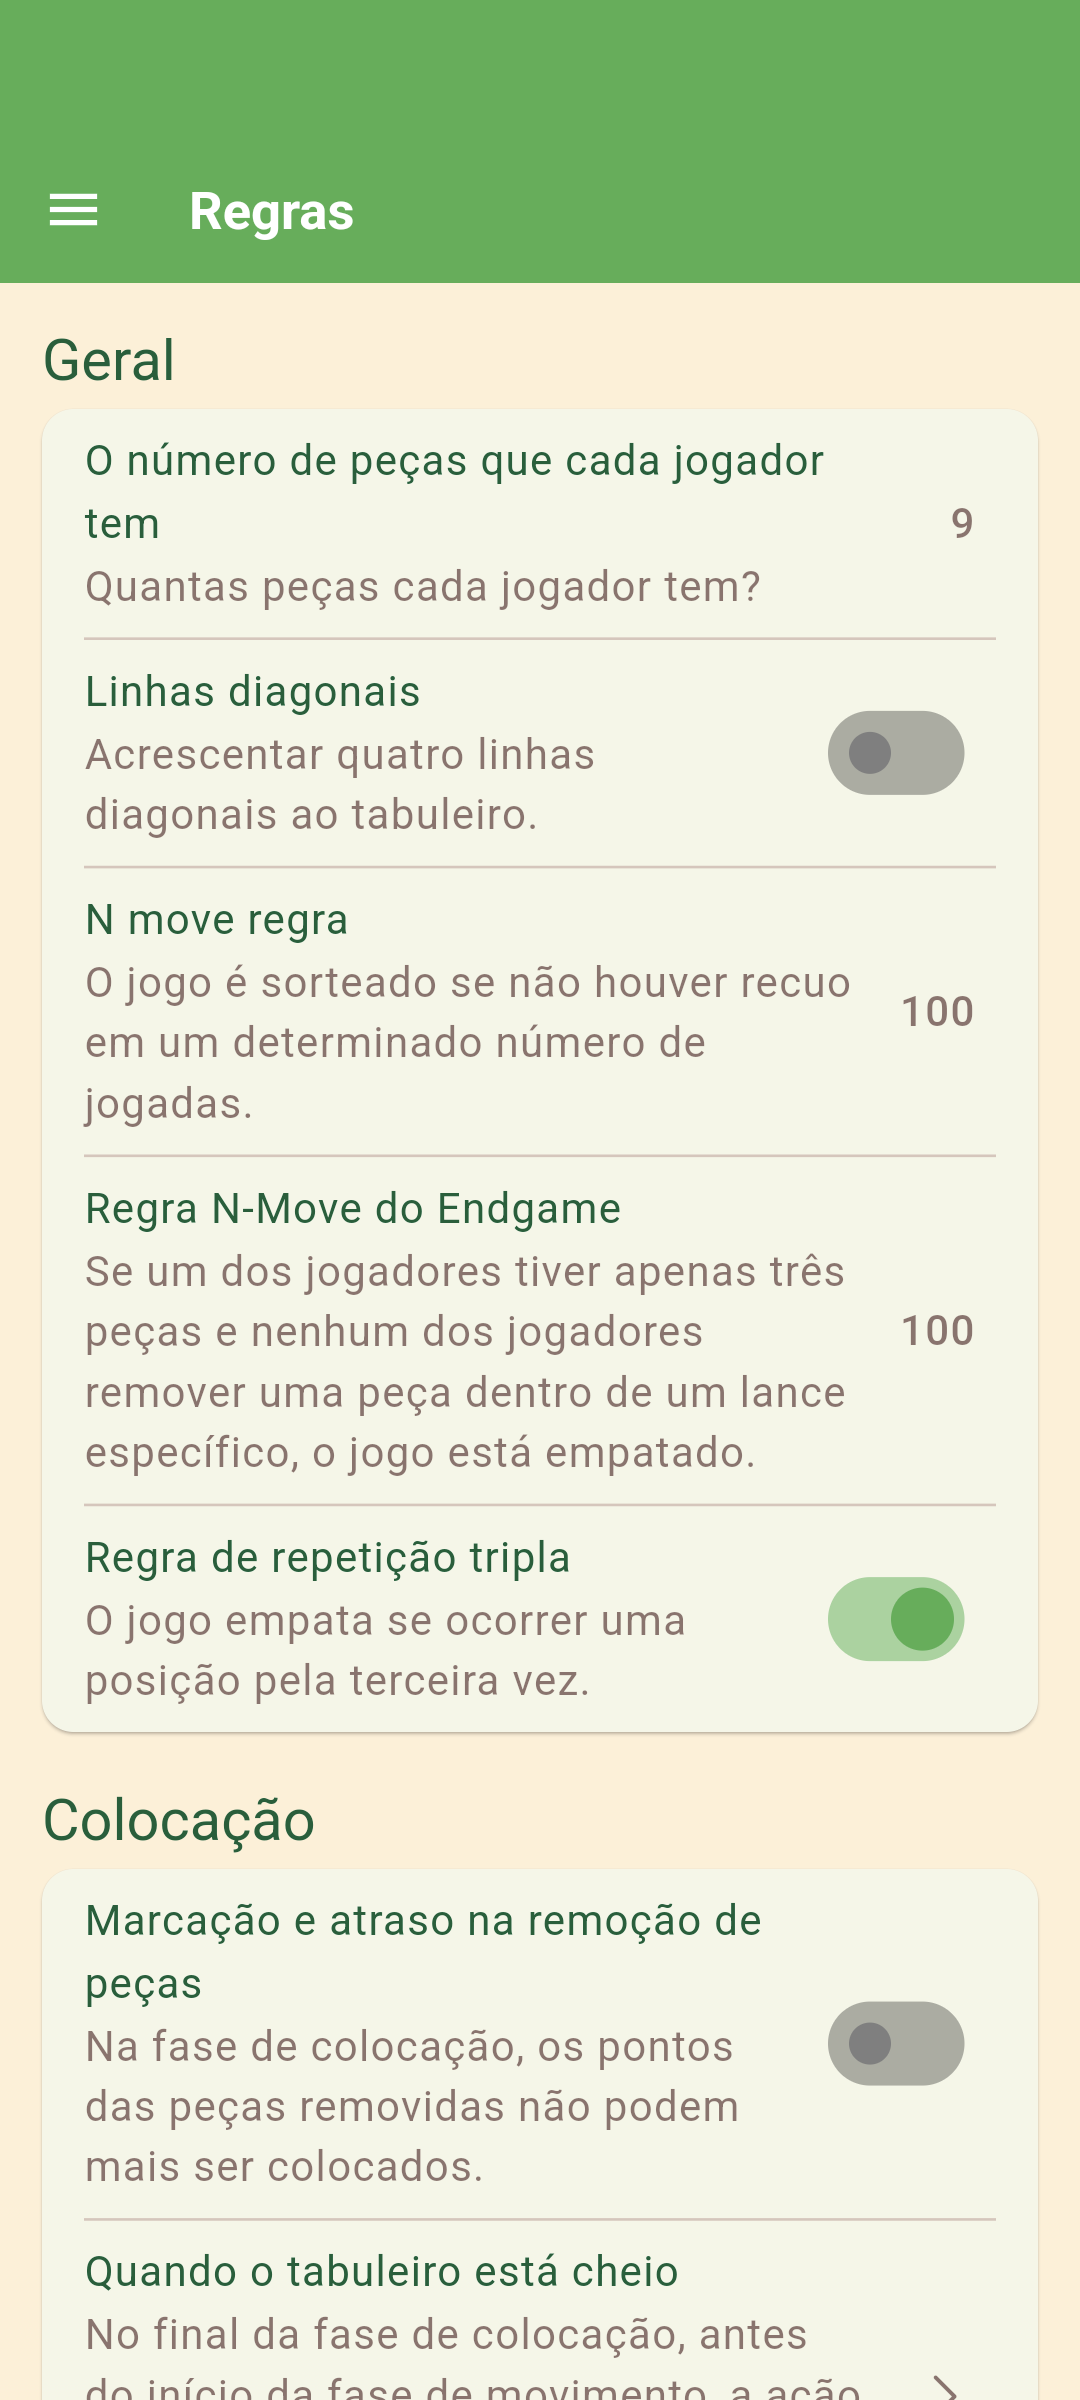 Regras
Geral
O número de peças que cada jogador
tem
9
Quantas peças cada jogador tem?
Linhas diagonais
Acrescentar quatro linhas
diagonais ao tabuleiro.
N move regra
O jogo é sorteado se não houver recuo
em um determinado número de
jogadas.
100
Regra N-Move do Endgame
Se um dos jogadores tiver apenas três
peças e nenhum dos jogadores
remover uma peça dentro de um lance
específico, o jogo está empatado.
100
Regra de repetição tripla
O jogo empata se ocorrer uma
posição pela terceira vez.
Colocação
Marcação e atraso na remoção de
peças
Na fase de colocação, os pontos
das peças removidas não podem
mais ser colocados.
Quando o tabuleiro está cheio
No final da fase de colocação, antes
do início da fase de movimento, a ação